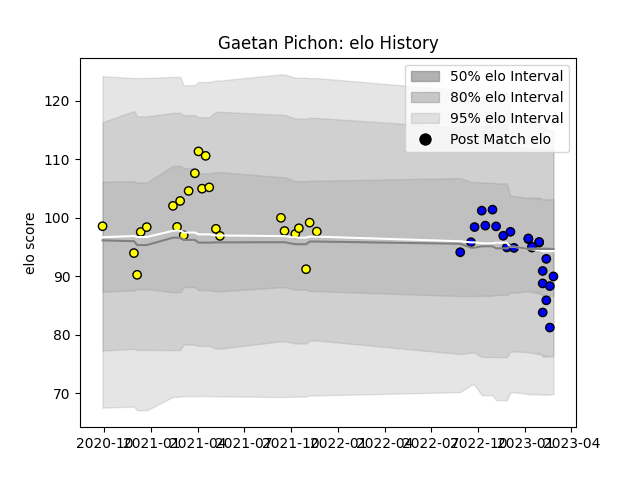 Gaetan Pichon: elo History
50% elo Interval
80% elo Interval
95% elo Interval
Post Match elo
elo score
120
110
100
90
80
70
2020-10 2021-01 2021-04 2021-07 2021-10 2022-01 2022-04 2022-07 2022-10 2023-01 2023-04